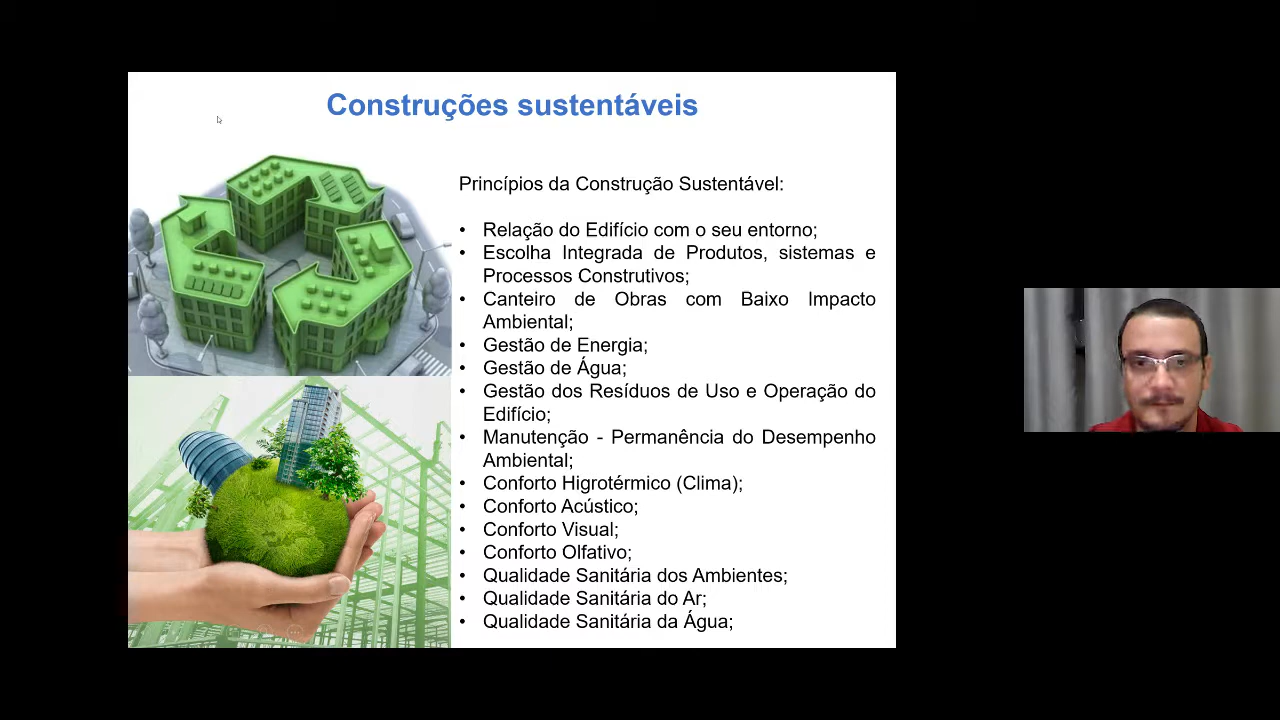 Construções sustentáveis
Princípios da Construção Sustentável:
• Relação do Edifício com o seu entorno;
• Escolha Integrada de Produtos, sistemas e
Processos Construtivos;
• Canteiro de Obras com Baixo Impacto
Ambiental;
• Gestão de Energia;
• Gestão de Água;
• Gestão dos Resíduos de Uso e Operação do
Edifício;
• Manutenção - Permanência do Desempenho
Ambiental;
• Conforto Higrotérmico (Clima);
• Conforto Acústico;
• Conforto Visual;
• Conforto Olfativo;
• Qualidade Sanitária dos Ambientes;
• Qualidade Sanitária do Ar;
• Qualidade Sanitária da Água;